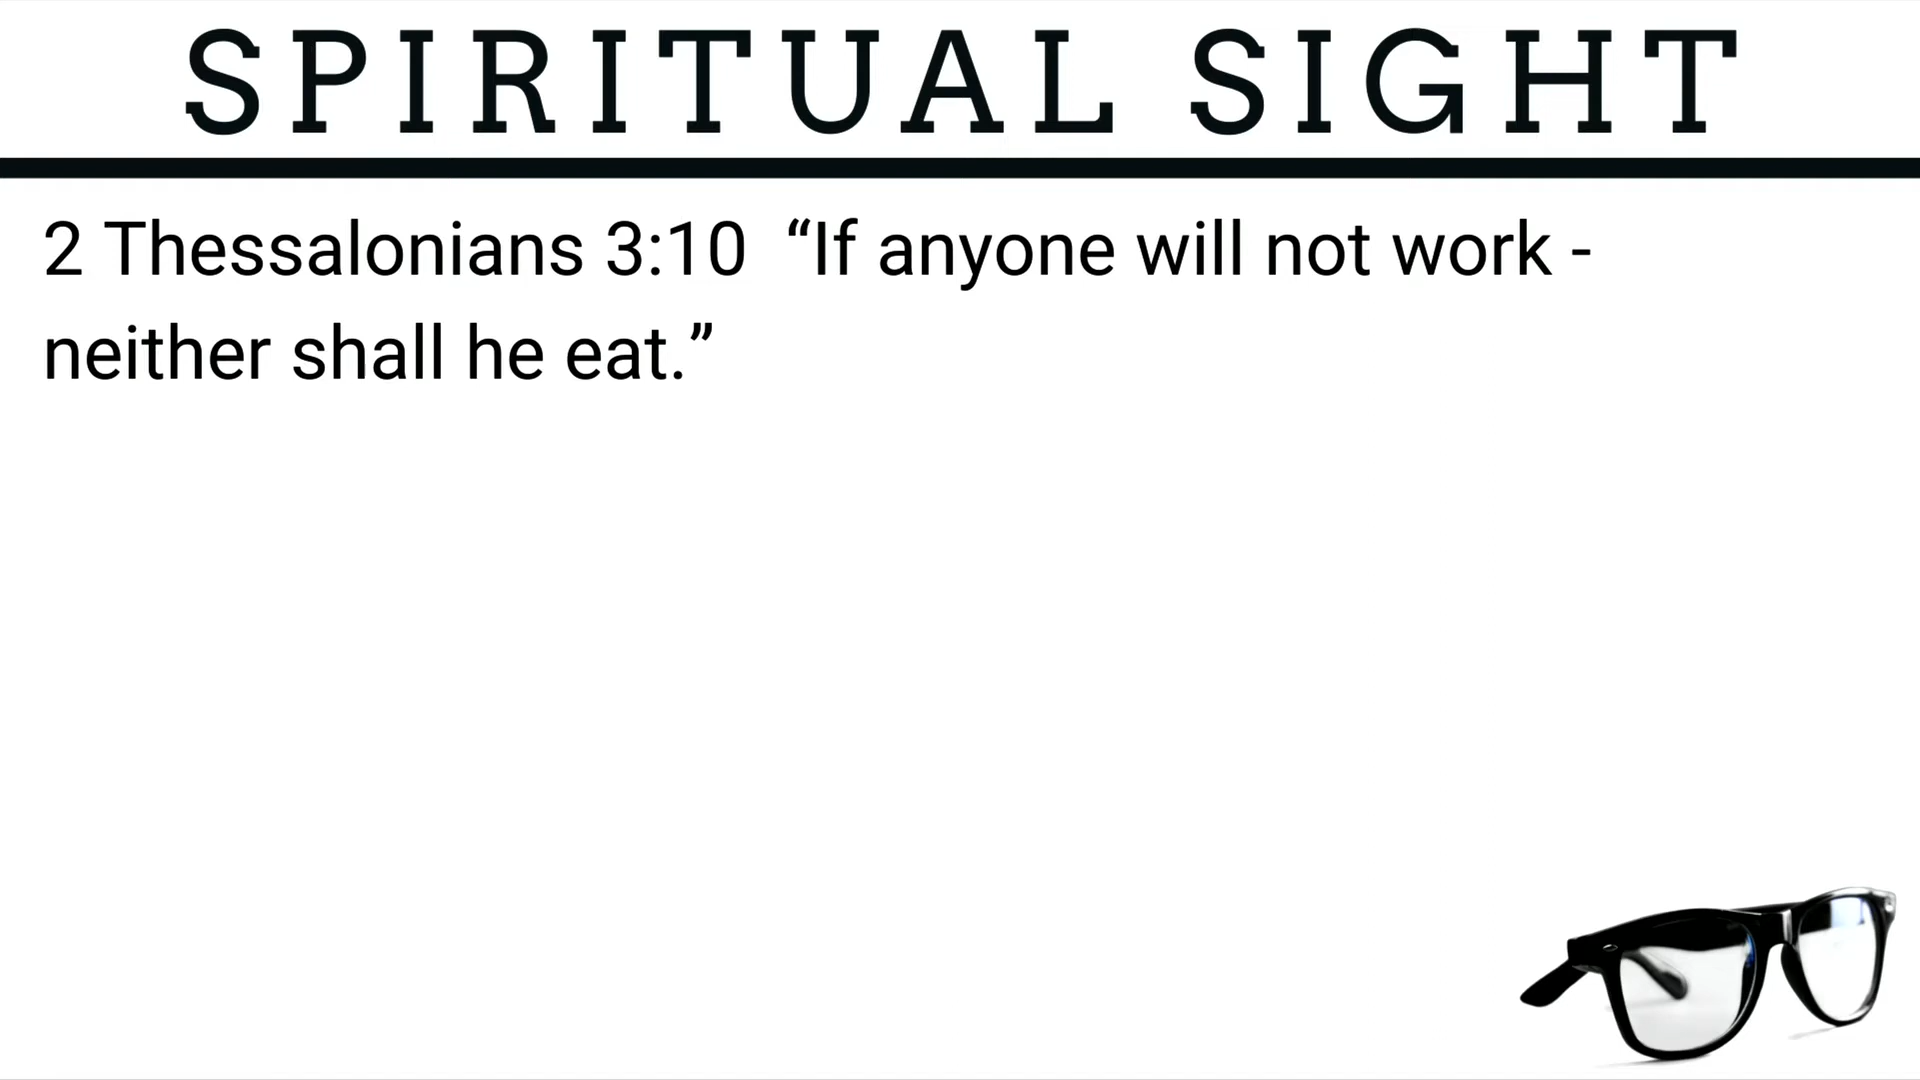 SPIRITUAL SIGHT
2 Thessalonians 3:10  “If anyone will not work -
neither shall he eat.”